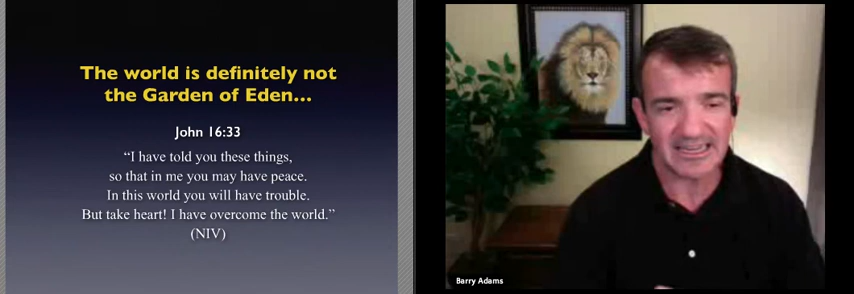 The world is definitely not
the Garden of Eden...
John 16:33
“I have told you these things,
so that in me you may have peace.
In this world you will have trouble.
But take heart! I have overcome the world.”
(NIV)
Barry Adams